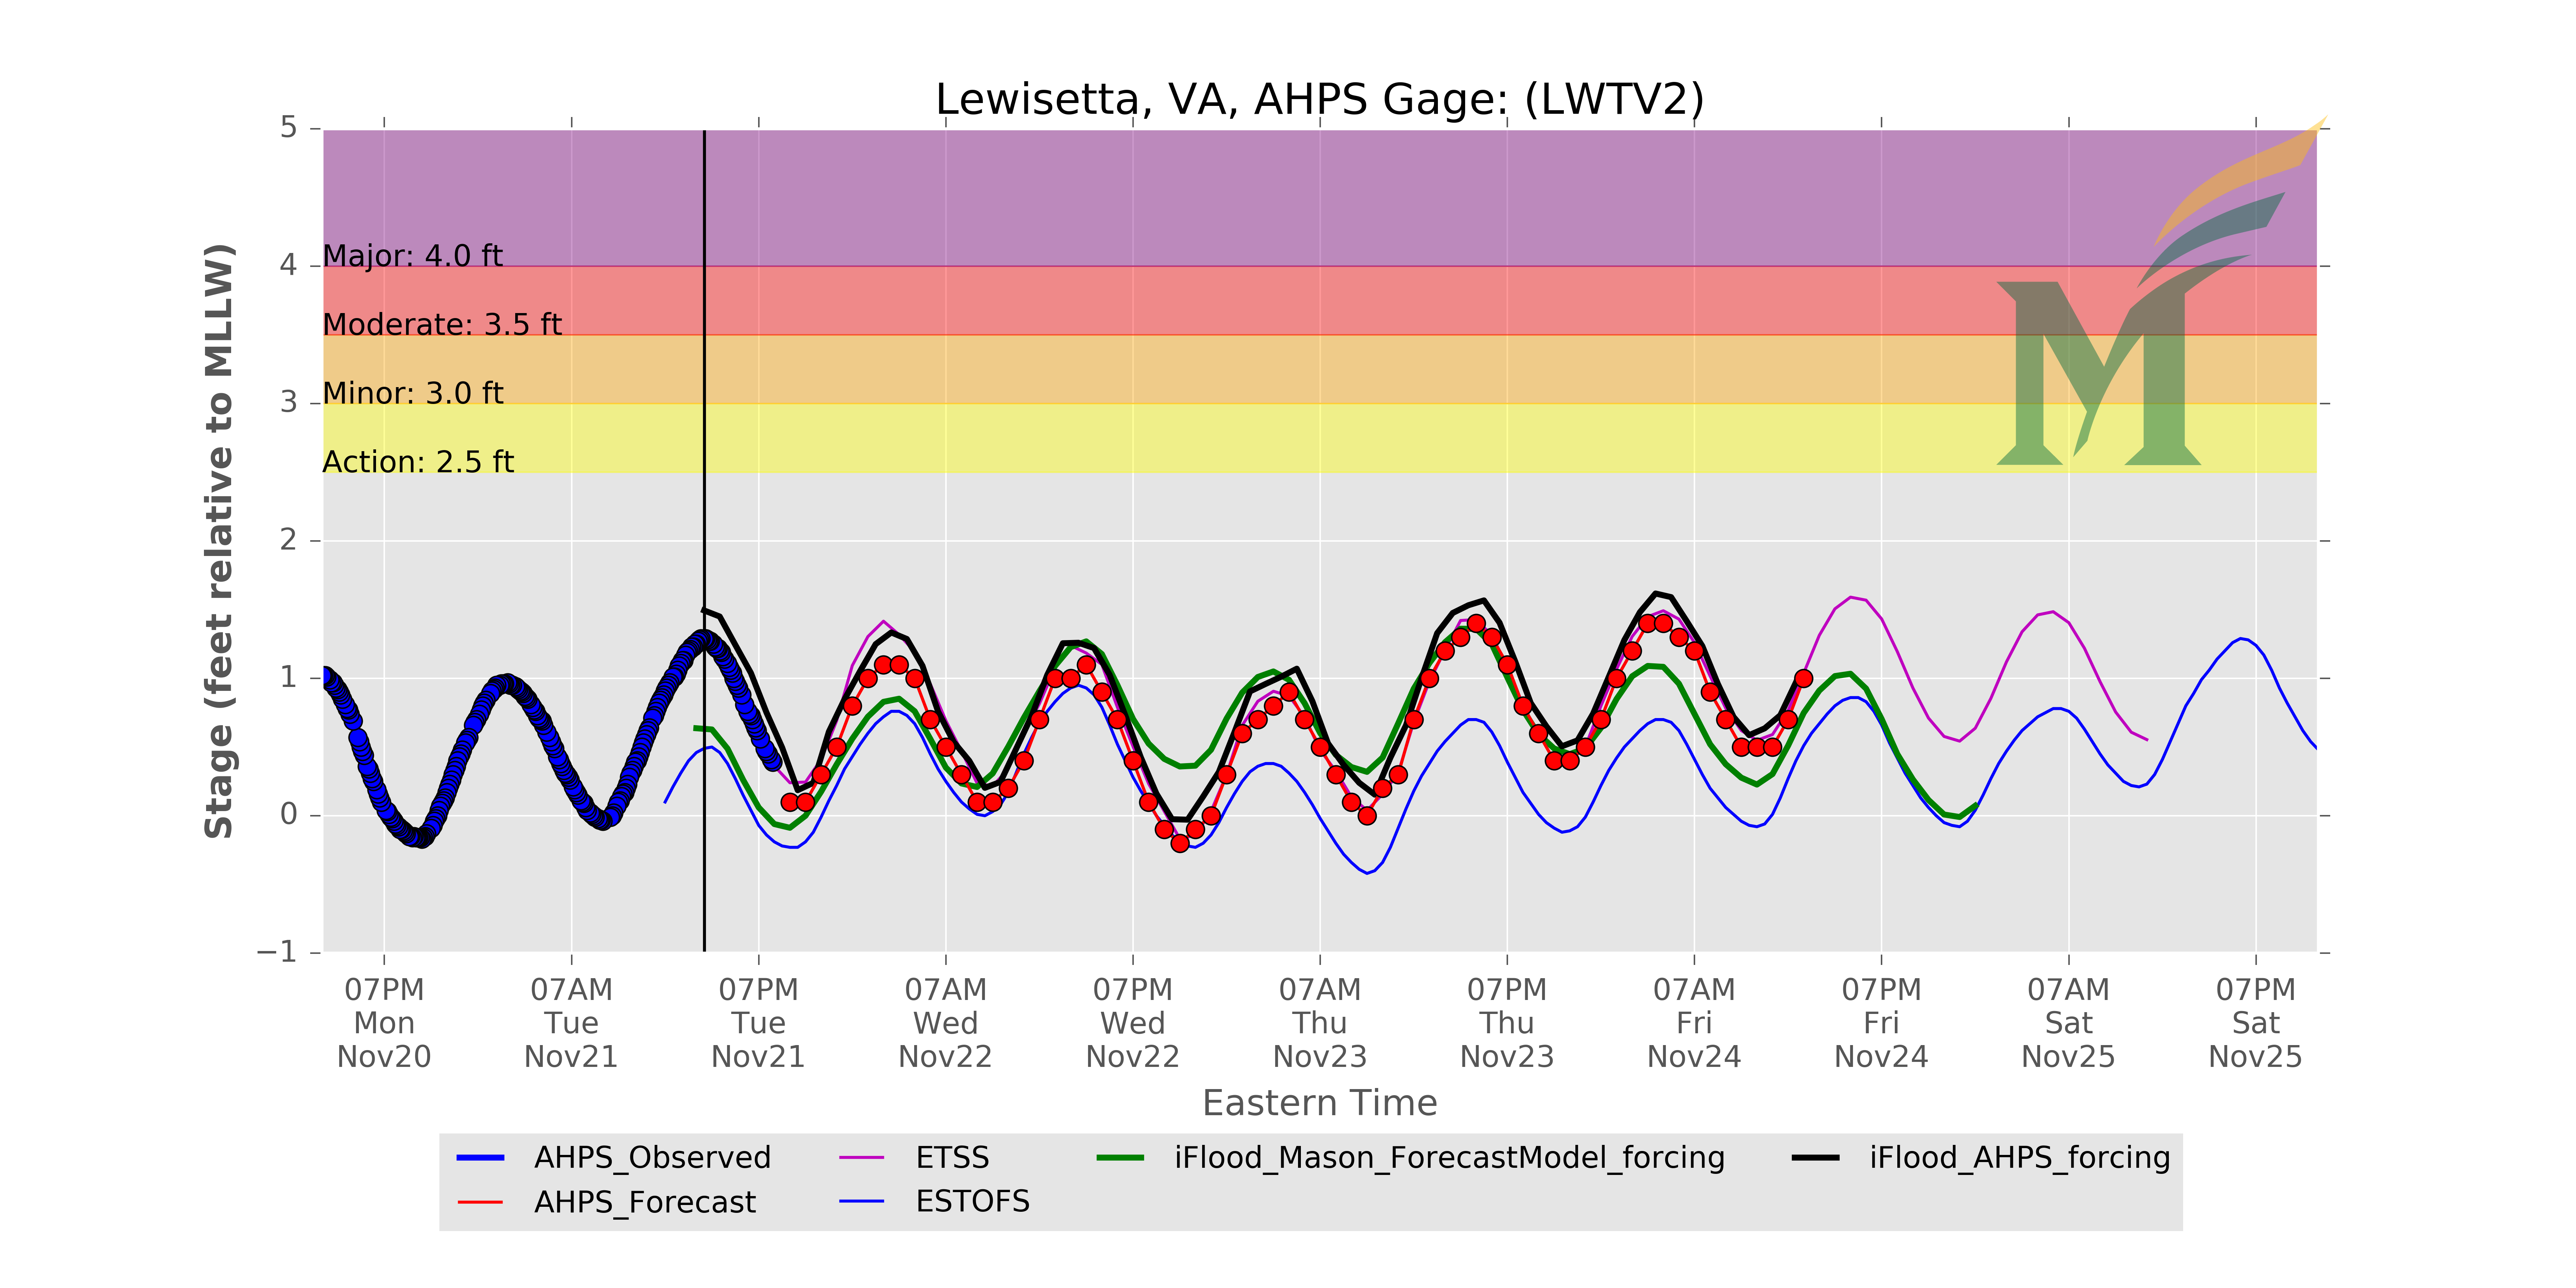 Lewisetta, VA, AHPS Gage: (LWTV2)
Stage (feet relative to MLLW)
5
4
3
2
1
0
−1
Major: 4.0 ft
Moderate: 3.5 ft
Minor: 3.0 ft
Action: 2.5 ft
M
07PM
Mon
Nov20
07AM
Tue
Nov21
07PM
Tue
Nov21
07AM
Wed
Nov22
07PM
Wed
Nov22
07AM
Thu
Nov23
07PM
Thu
Nov23
07AM
Fri
Nov24
07PM
Fri
Nov24
07AM
Sat
Nov25
07PM
Sat
Nov25
Eastern Time
AHPS_Observed
AHPS_Forecast
ETSS
ESTOFS
iFlood_Mason_ForecastModel_forcing
iFlood_AHPS_forcing